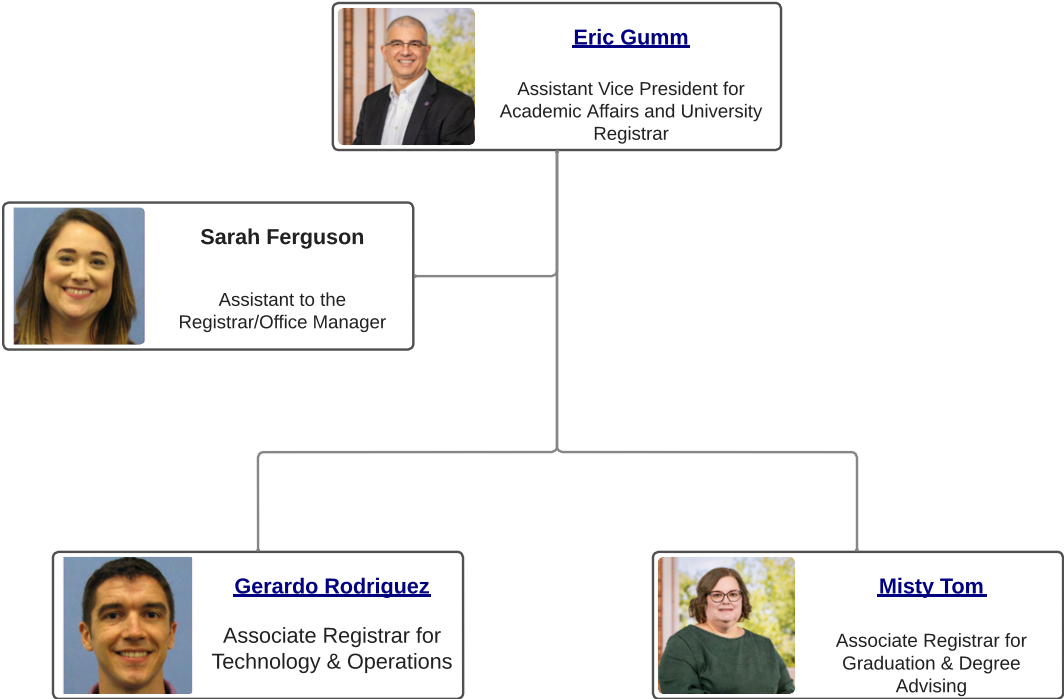 Eric Gumm
Assistant Vice President for
Academic Affairs and University
Registrar
Sarah Ferguson
Assistant to the
Registrar/Office Manager
Gerardo Rodriguez
Associate Registrar for
Technology & Operations
Misty Tom
Associate Registrar for
Graduation & Degree
Advising